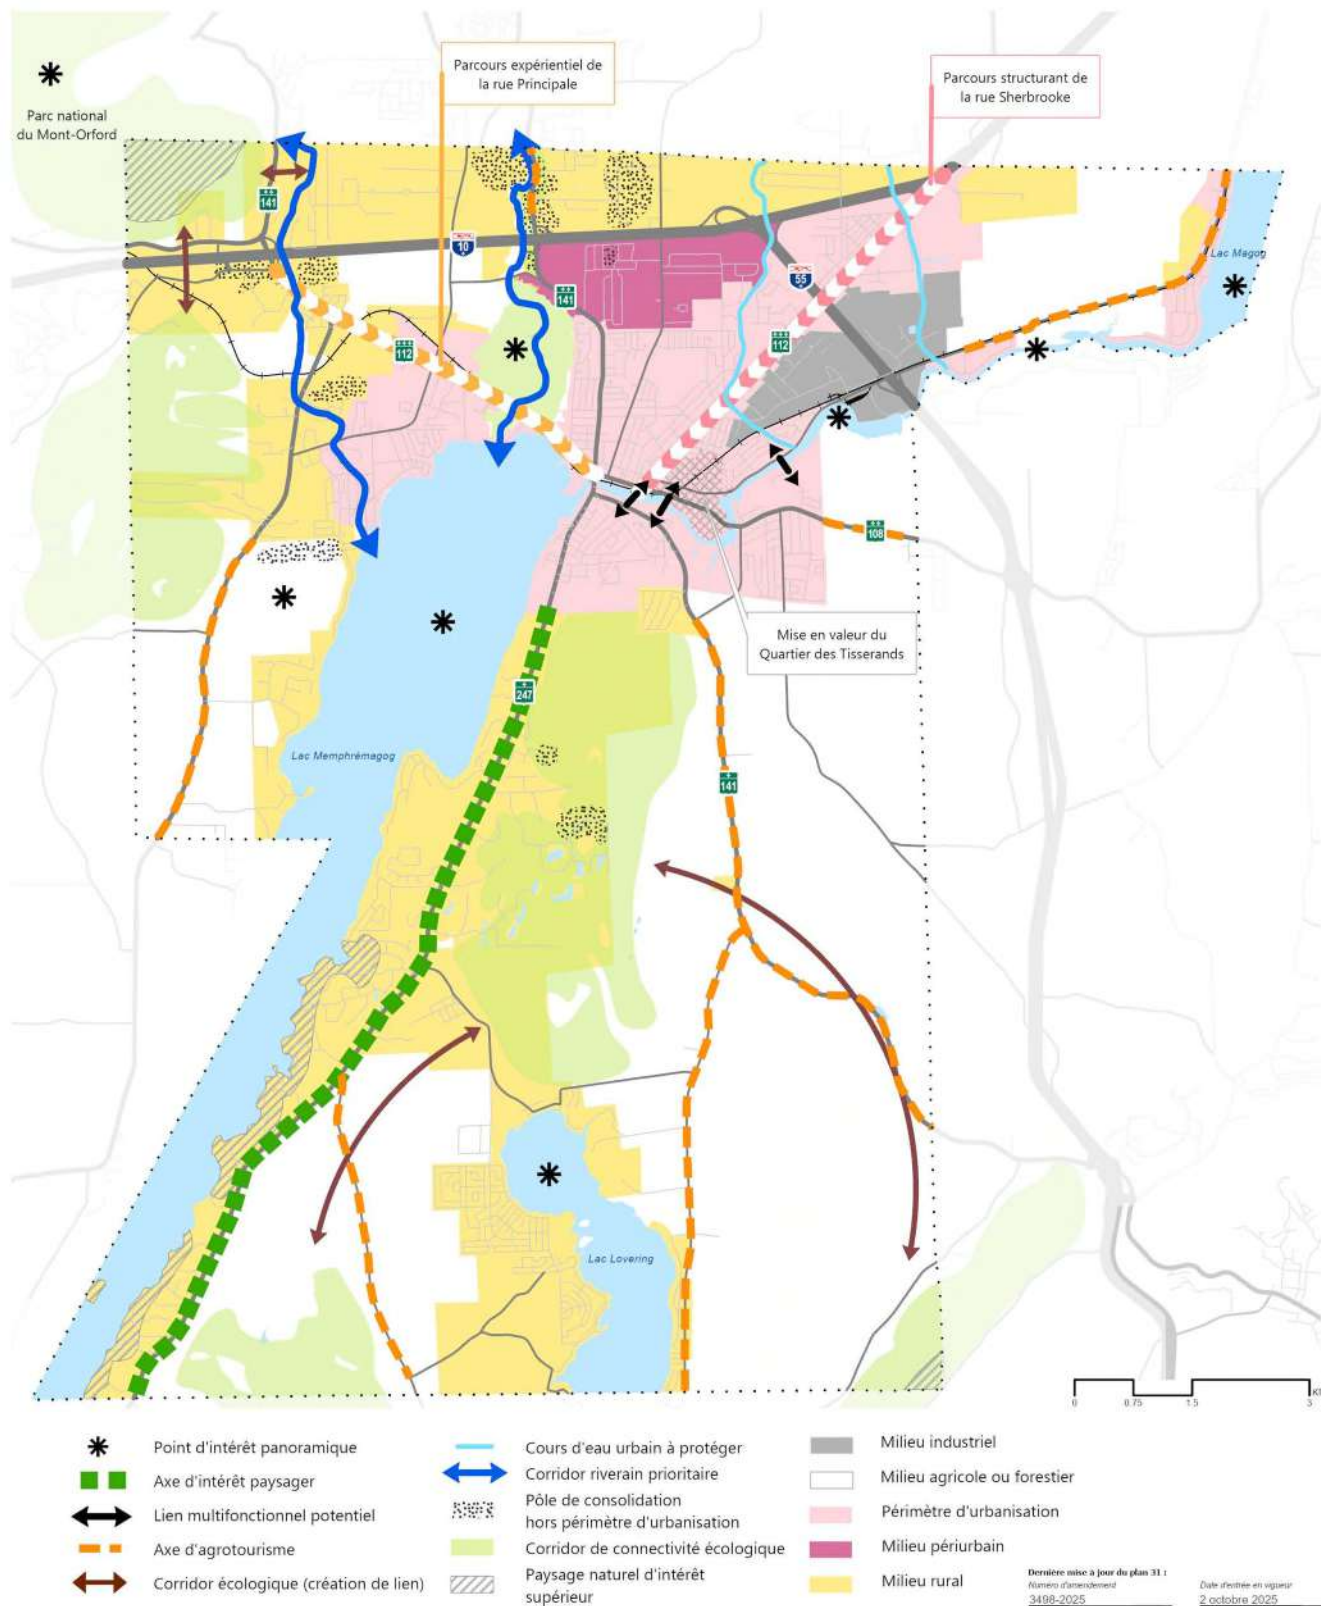 Parcours expérientiel de
la rue Principale
Parcours structurant de
la rue Sherbrooke
Parc national
du Mont-Orford
141
10
141
55
112
112
Lac Magog
108
Mise en valeur du
Quartier des Tisserands
247
Lac Memphrémagog
141
Lac Lovering
0
0.75
1.5
3
Point d'intérêt panoramique
Axe d'intérêt paysager
Lien multifonctionnel potentiel
Axe d'agrotourisme
Corridor écologique (création de lien)
Cours d'eau urbain à protéger
Corridor riverain prioritaire
Pôle de consolidation
hors périmètre d'urbanisation
Corridor de connectivité écologique
Paysage naturel d'intérêt
supérieur
Milieu industriel
Milieu agricole ou forestier
Périmètre d'urbanisation
Milieu périurbain
Milieu rural
Dernière mise à jour du plan 31 :
Numéro d'amendement
Date d'entrée en vigueur
3498-2025
2 octobre 2025